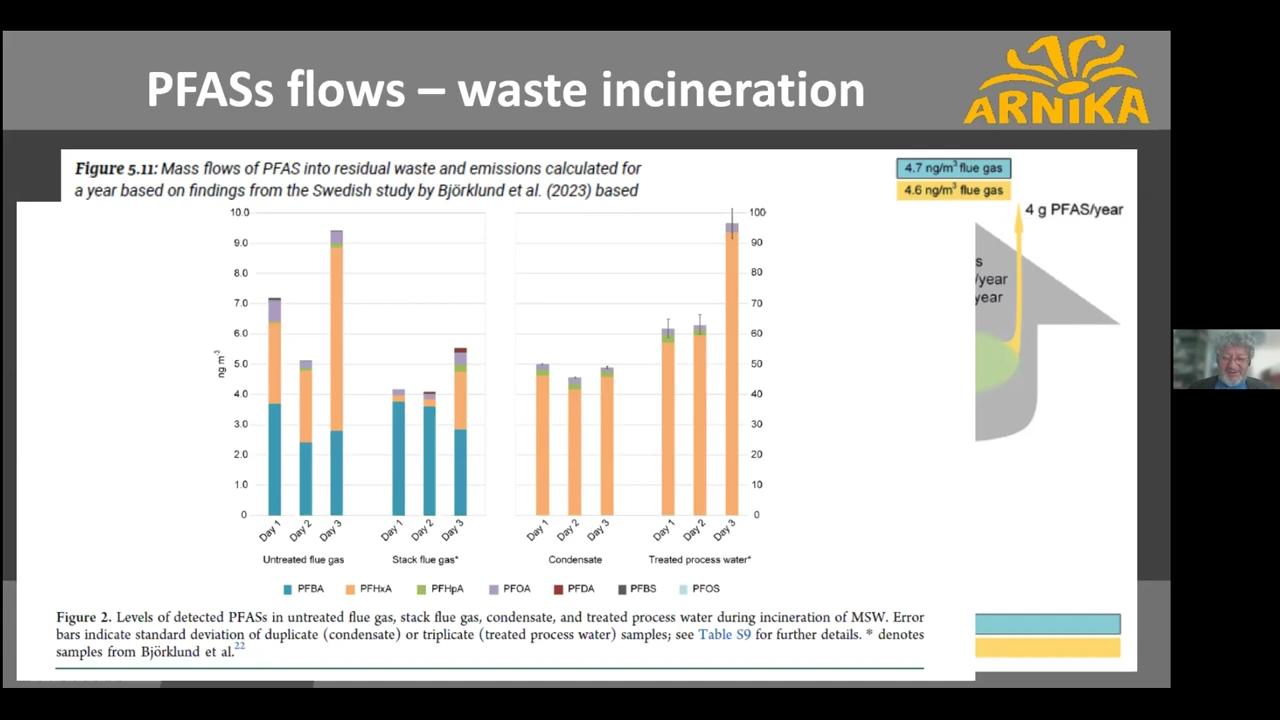 PFASs flows – waste incineration
ARNIKA
Figure 5.11: Mass flows of PFAS into residual waste and emissions calculated for
a year based on findings from the Swedish study by Björklund et al. (2023) based
4.7 ng/m³ flue gas
4.6 ng/m³ flue gas
4 g PFAS/year
s
/year
year
10.0
9.0
8.0
7.0
6.0
5.0
4.0
3.0
2.0
1.0
0
ng m⁻³
100
90
80
70
60
50
40
30
20
10
0
Day 1 Day 2 Day 3 Day 1 Day 2 Day 3 Day 1 Day 2 Day 3 Day 1 Day 2 Day 3
Untreated flue gas Stack flue gas* Condensate Treated process water*
PFBA PFHxA PFHpA PFOA PFDA PFBS PFOS
Figure 2. Levels of detected PFASs in untreated flue gas, stack flue gas, condensate, and treated process water during incineration of MSW. Error
bars indicate standard deviation of duplicate (condensate) or triplicate (treated process water) samples; see Table S9 for further details. * denotes
samples from Björklund et al.²²